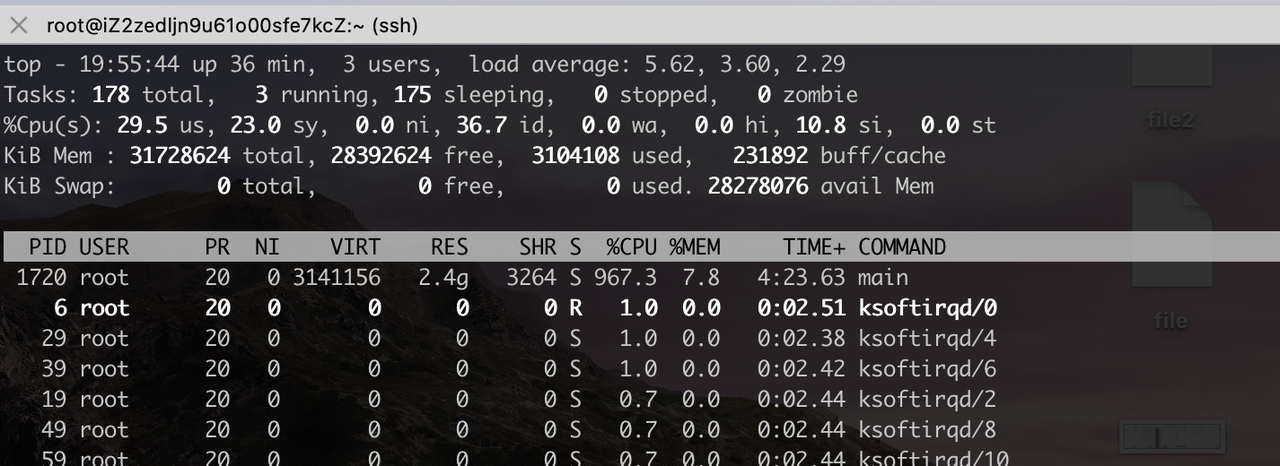 root@iZ2zedljn9u61o00sfe7kcZ:~ (ssh)
top - 19:55:44 up 36 min,  3 users,  load average: 5.62, 3.60, 2.29
Tasks: 178 total,   3 running, 175 sleeping,   0 stopped,   0 zombie
%Cpu(s): 29.5 us, 23.0 sy,  0.0 ni, 36.7 id,  0.0 wa,  0.0 hi, 10.8 si,  0.0 st
KiB Mem : 31728624 total, 28392624 free,  3104108 used,   231892 buff/cache
KiB Swap:        0 total,        0 free,        0 used. 28278076 avail Mem
PID USER      PR  NI    VIRT    RES    SHR S  %CPU %MEM     TIME+ COMMAND
1720 root      20   0 3141156   2.4g   3264 S 967.3  7.8   4:23.63 main
6 root      20   0       0      0      0 R   1.0  0.0   0:02.51 ksoftirqd/0
29 root      20   0       0      0      0 S   1.0  0.0   0:02.38 ksoftirqd/4
39 root      20   0       0      0      0 S   1.0  0.0   0:02.42 ksoftirqd/6
19 root      20   0       0      0      0 S   0.7  0.0   0:02.44 ksoftirqd/2
49 root      20   0       0      0      0 S   0.7  0.0   0:02.44 ksoftirqd/8
59 root      20   0       0      0      0 S   0.7  0.0   0:02.44 ksoftirqd/10
file2
file